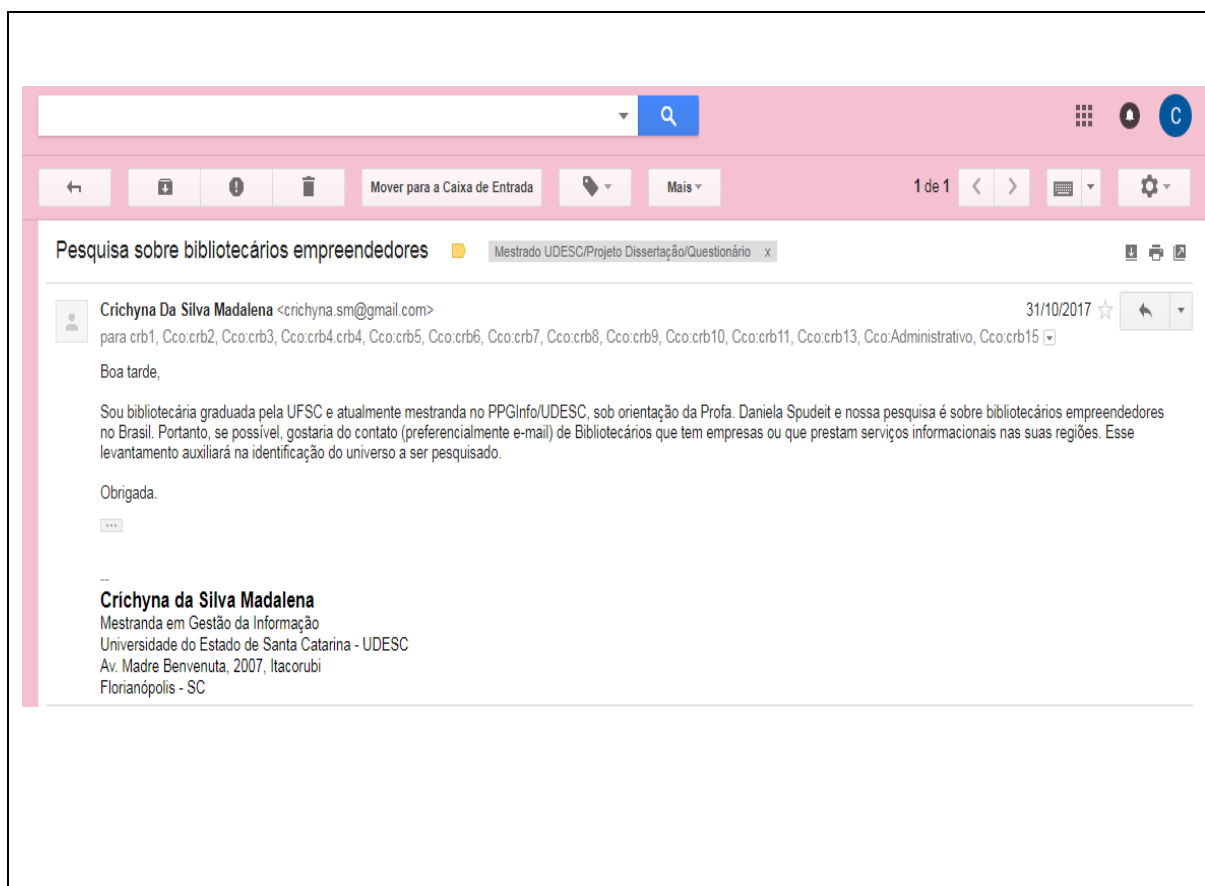 C
Mover para a Caixa de Entrada
Mais
1 de 1
Pesquisa sobre bibliotecários empreendedores
Mestrado UDESC/Projeto Dissertação/Questionário x
Crichyna Da Silva Madalena <crichyna.sm@gmail.com>
31/10/2017
para crb1, Cco:crb2, Cco:crb3, Cco:crb4.crb4, Cco:crb5, Cco:crb6, Cco:crb7, Cco:crb8, Cco:crb9, Cco:crb10, Cco:crb11, Cco:crb13, Cco:Administrativo, Cco:crb15
Boa tarde,
Sou bibliotecária graduada pela UFSC e atualmente mestranda no PPGInfo/UDESC, sob orientação da Profa. Daniela Spudeit e nossa pesquisa é sobre bibliotecários empreendedores
no Brasil. Portanto, se possível, gostaria do contato (preferencialmente e-mail) de Bibliotecários que tem empresas ou que prestam serviços informacionais nas suas regiões. Esse
levantamento auxiliará na identificação do universo a ser pesquisado.
Obrigada.
...
--
Críchyna da Silva Madalena
Mestranda em Gestão da Informação
Universidade do Estado de Santa Catarina - UDESC
Av. Madre Benvenuta, 2007, Itacorubi
Florianópolis - SC